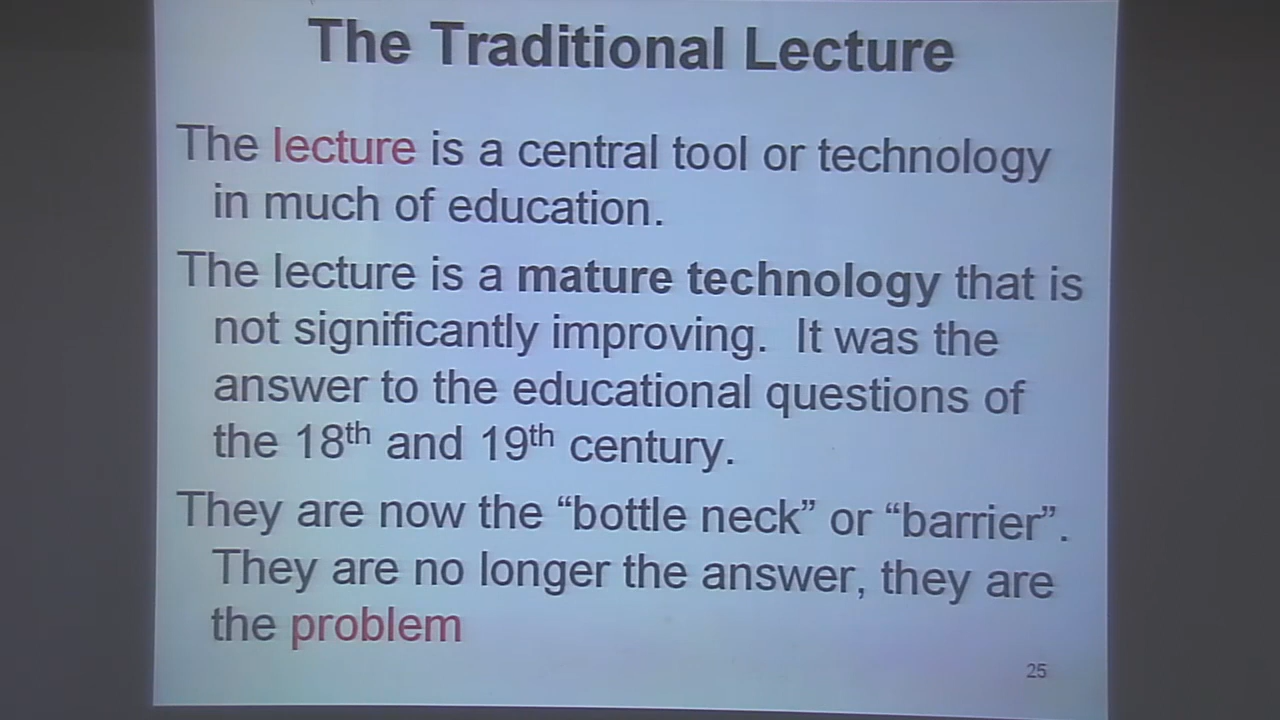 The Traditional Lecture
The lecture is a central tool or technology
in much of education.
The lecture is a mature technology that is
not significantly improving.  It was the
answer to the educational questions of
the 18th and 19th century.
They are now the “bottle neck” or “barrier”.
They are no longer the answer, they are
the problem
25